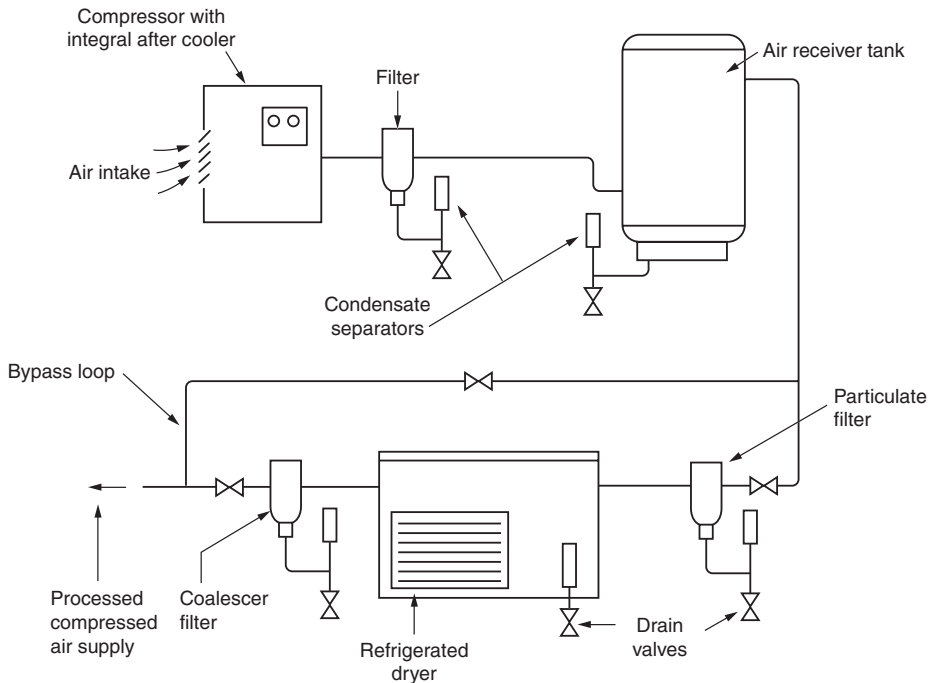 Compressor with
integral after cooler
Filter
Air receiver tank
Air intake
Condensate
separators
Bypass loop
Particulate
filter
Processed
compressed
air supply
Coalescer
filter
Refrigerated
dryer
Drain
valves